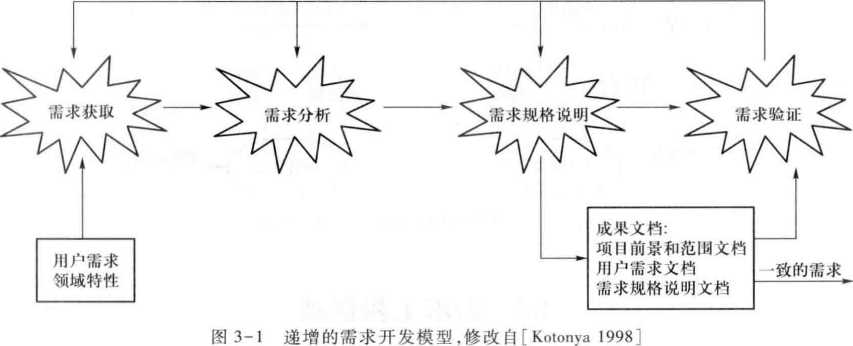 需求获取
需求分析
需求规格说明
需求验证
用户需求
领域特性
成果文档:
项目前景和范围文档
用户需求文档
需求规格说明文档
一致的需求
图 3-1 递增的需求开发模型,修改自[Kotonya 1998]